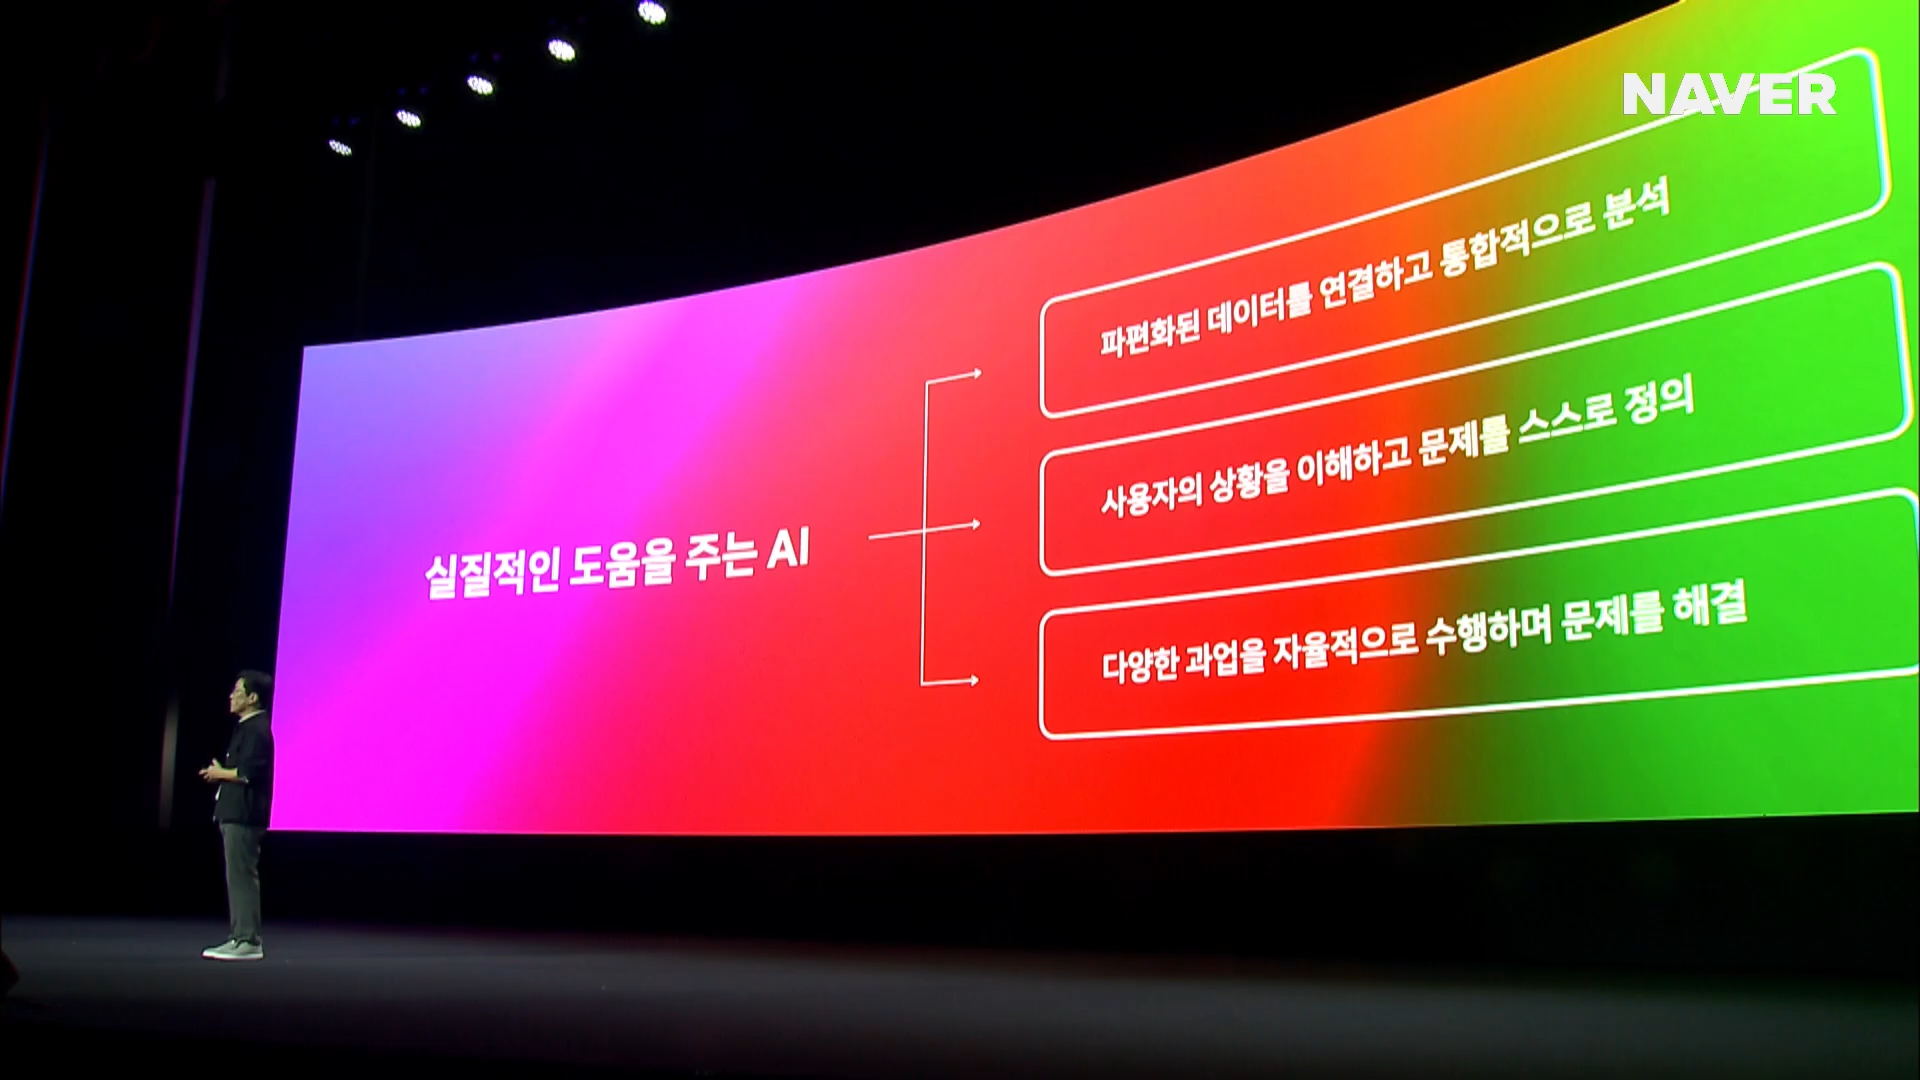 NAVER
실질적인 도움을 주는 AI
파편화된 데이터를 연결하고 통합적으로 분석
사용자의 상황을 이해하고 문제를 스스로 정의
다양한 과업을 자율적으로 수행하며 문제를 해결